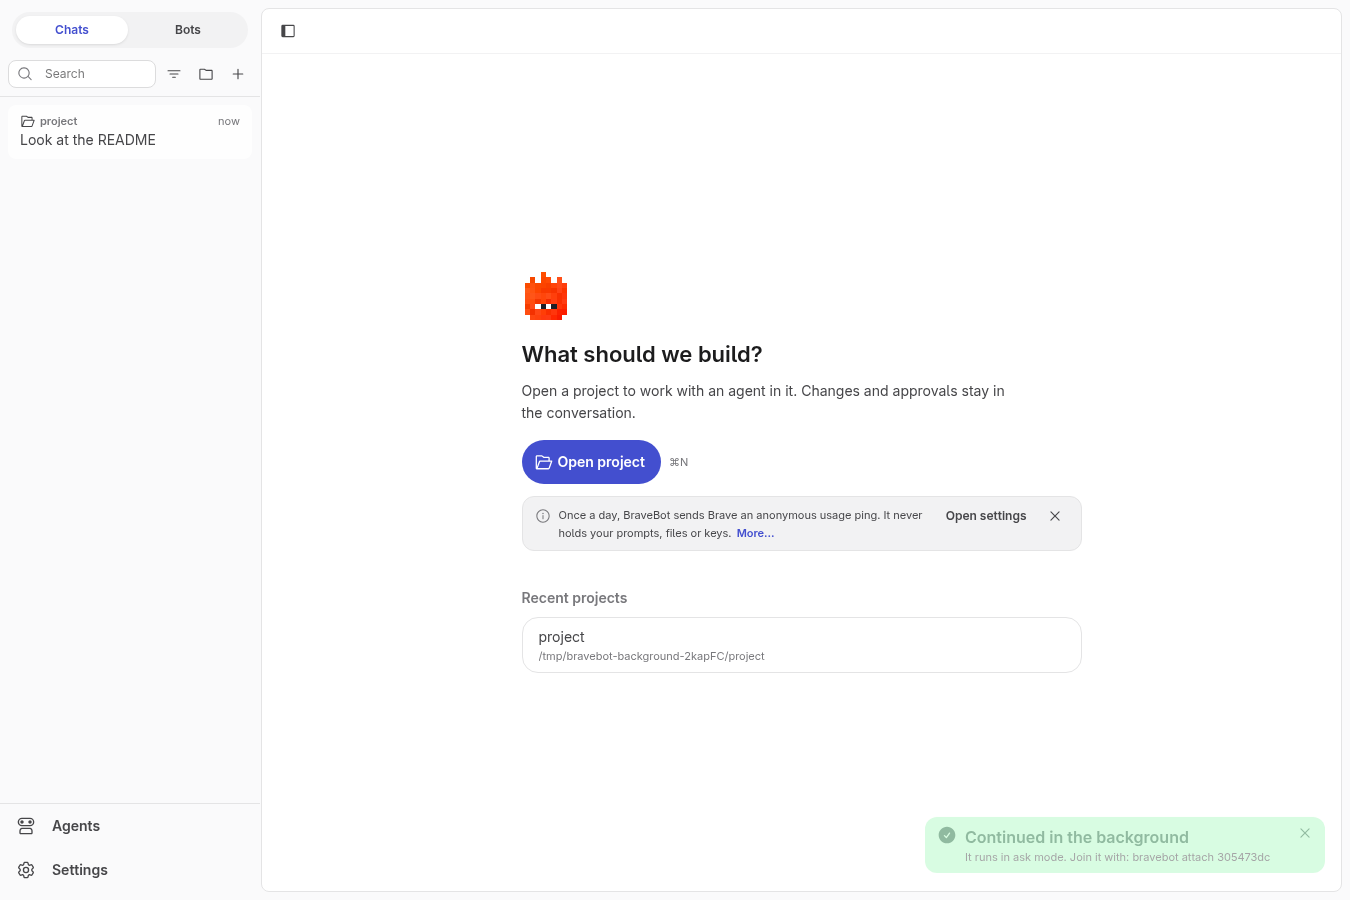 Chats
Bots
Search
project
now
Look at the README
What should we build?
Open a project to work with an agent in it. Changes and approvals stay in
the conversation.
Open project
⌘N
Once a day, BraveBot sends Brave an anonymous usage ping. It never
holds your prompts, files or keys. More...
Open settings
Recent projects
project
/tmp/bravebot-background-2kapFC/project
Agents
Settings
Continued in the background
It runs in ask mode. Join it with: bravebot attach 305473dc